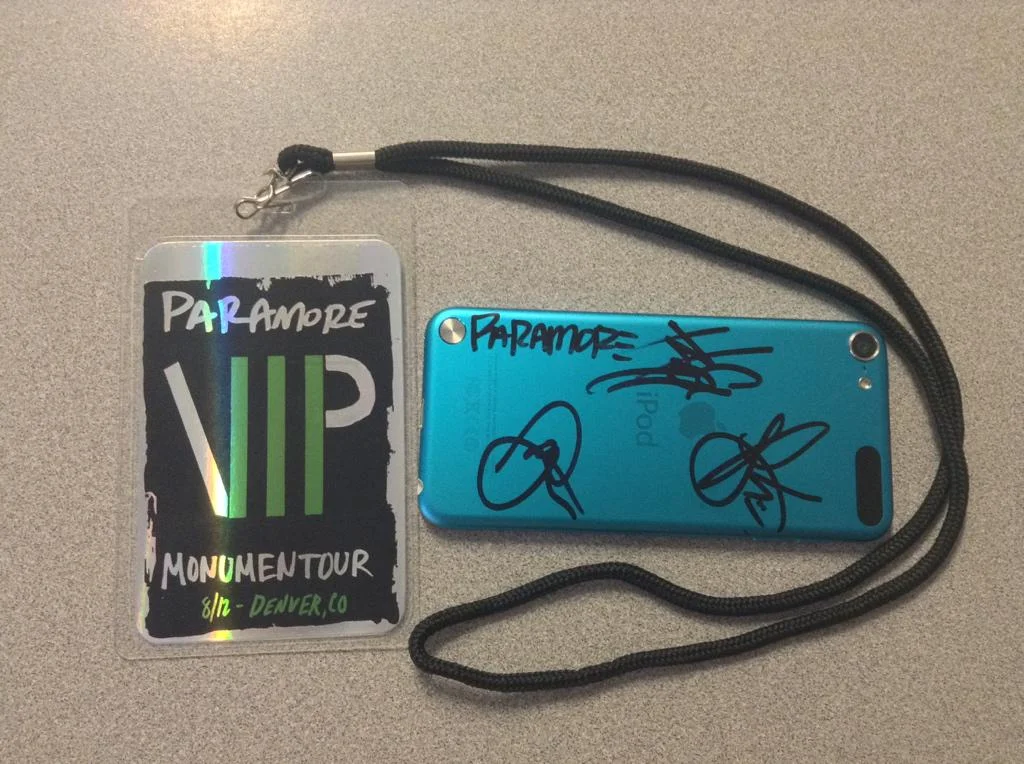 PARAMORE
VIP
MONUMENTOUR
8/12 - DENVER, CO
PARAMORE
iPod